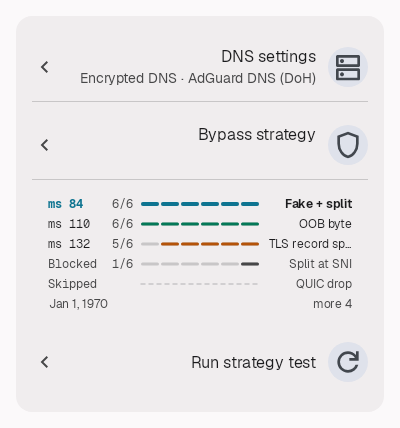 DNS settings
Encrypted DNS · AdGuard DNS (DoH)
Bypass strategy
Fake + split 6/6 ms 84
OOB byte 6/6 ms 110
TLS record sp… 5/6 ms 132
Split at SNI 1/6 Blocked
QUIC drop Skipped
more 4 Jan 1, 1970
Run strategy test